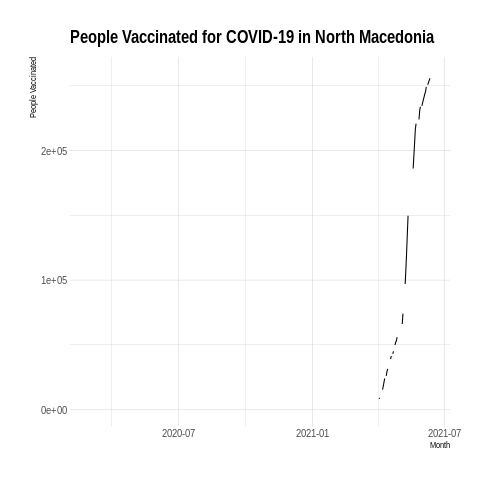 People Vaccinated for COVID-19 in North Macedonia
People Vaccinated
2e+05
1e+05
0e+00
2020-07 2021-01 2021-07
Month